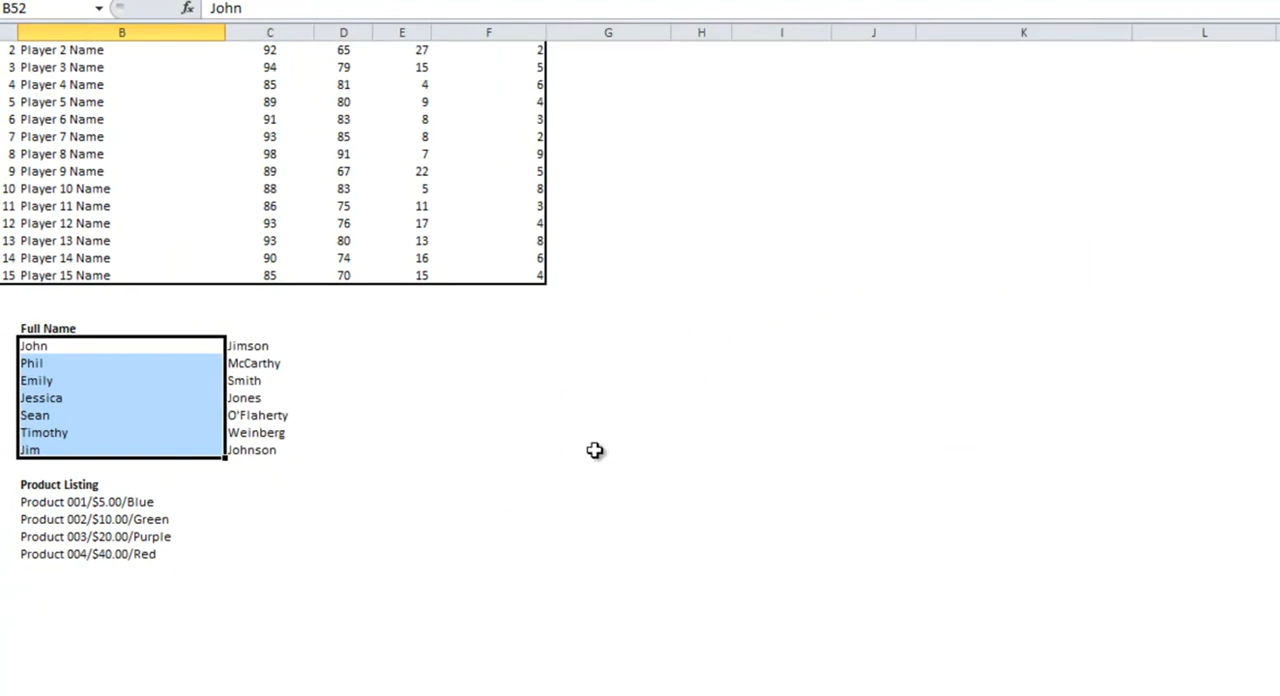 B52 fx John
B C D E F G H I J K L
2 Player 2 Name 92 65 27 2
3 Player 3 Name 94 79 15 5
4 Player 4 Name 85 81 4 6
5 Player 5 Name 89 80 9 4
6 Player 6 Name 91 83 8 3
7 Player 7 Name 93 85 8 2
8 Player 8 Name 98 91 7 9
9 Player 9 Name 89 67 22 5
10 Player 10 Name 88 83 5 8
11 Player 11 Name 86 75 11 3
12 Player 12 Name 93 76 17 4
13 Player 13 Name 93 80 13 8
14 Player 14 Name 90 74 16 6
15 Player 15 Name 85 70 15 4
Full Name
John Jimson
Phil McCarthy
Emily Smith
Jessica Jones
Sean O'Flaherty
Timothy Weinberg
Jim Johnson
Product Listing
Product 001/$5.00/Blue
Product 002/$10.00/Green
Product 003/$20.00/Purple
Product 004/$40.00/Red